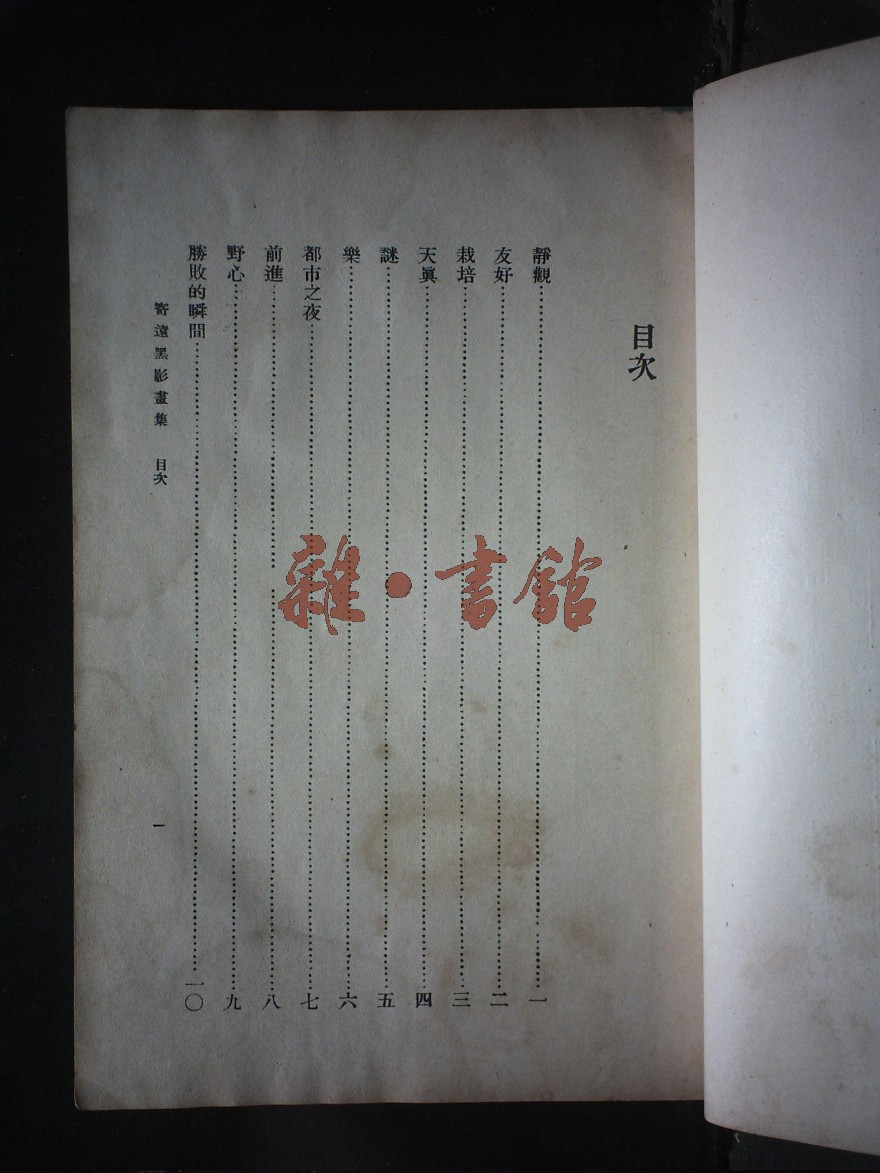 目次
靜觀……一
友好……二
栽培……三
天眞……四
謎……五
樂……六
都市之夜……七
前進……八
野心……九
勝敗的瞬間……一〇
寄遠黑影畫集 目次
一
雜·書館